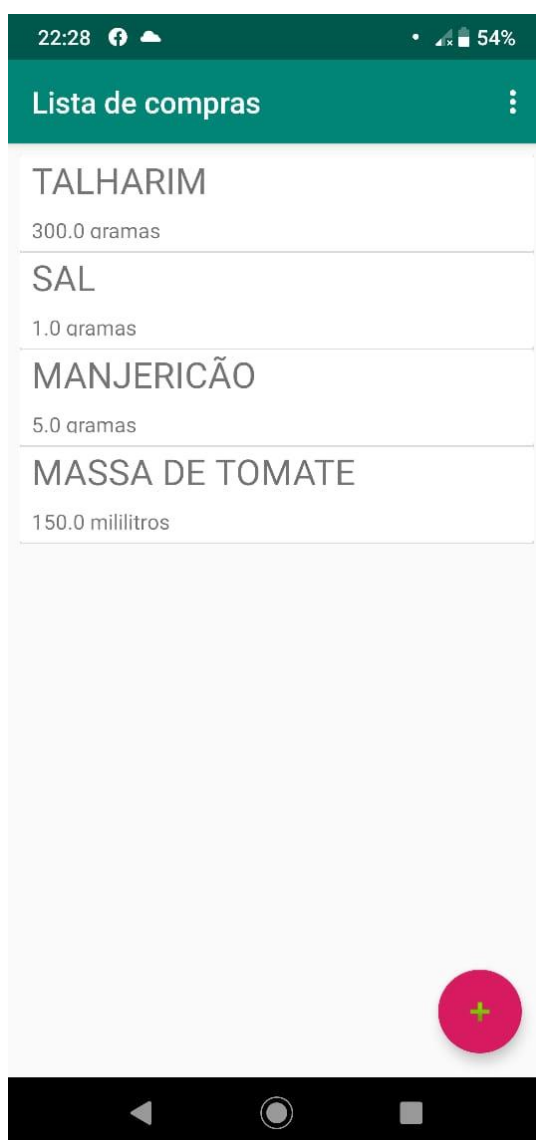 22:28
54%
Lista de compras
TALHARIM
300.0 gramas
SAL
1.0 gramas
MANJERICÃO
5.0 gramas
MASSA DE TOMATE
150.0 mililitros
+